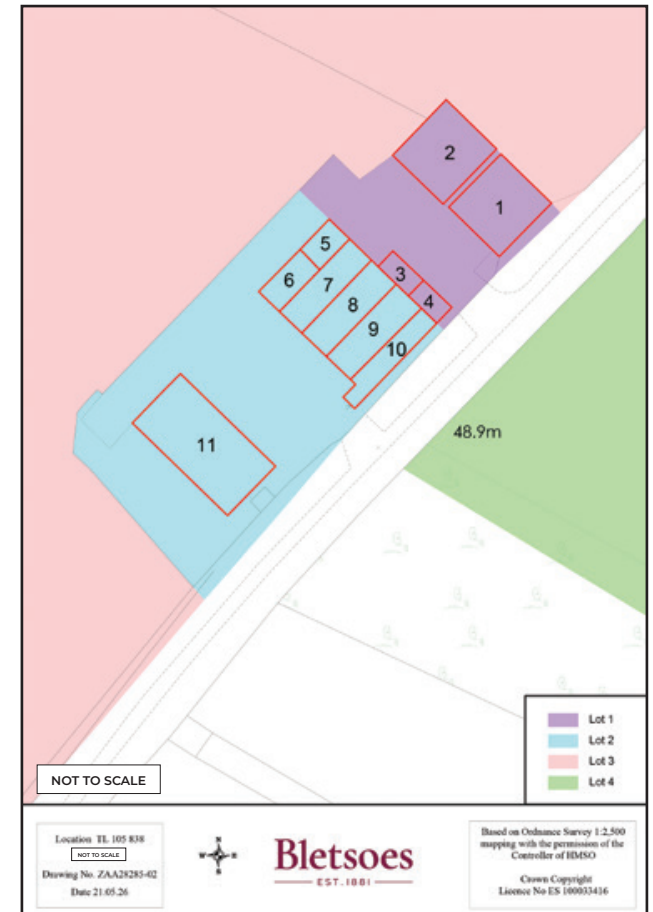 2
1
5
3
6
7
4
8
9
10
48.9m
11
Lot 1
Lot 2
Lot 3
Lot 4
NOT TO SCALE
Location TL 105 838
NOT TO SCALE
Drawing No. ZAA28285-02
Date 21.05.26
N
W E
S
Bletsoes
EST. 1881
Based on Ordnance Survey 1:2,500
mapping with the permission of the
Controller of HMSO
Crown Copyright
Licence No ES 100033416